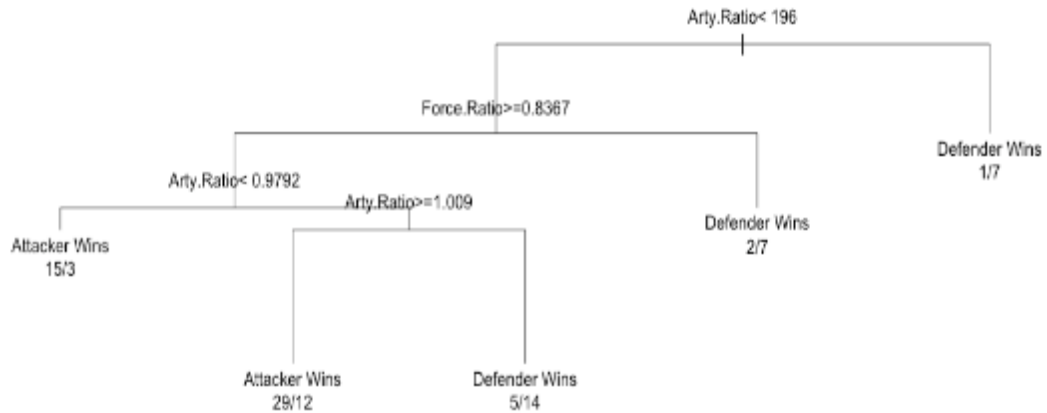 Arty.Ratio< 196
Force.Ratio>=0.8367
Defender Wins
1/7
Arty.Ratio< 0.9792
Arty.Ratio>=1.009
Defender Wins
2/7
Attacker Wins
15/3
Attacker Wins
29/12
Defender Wins
5/14